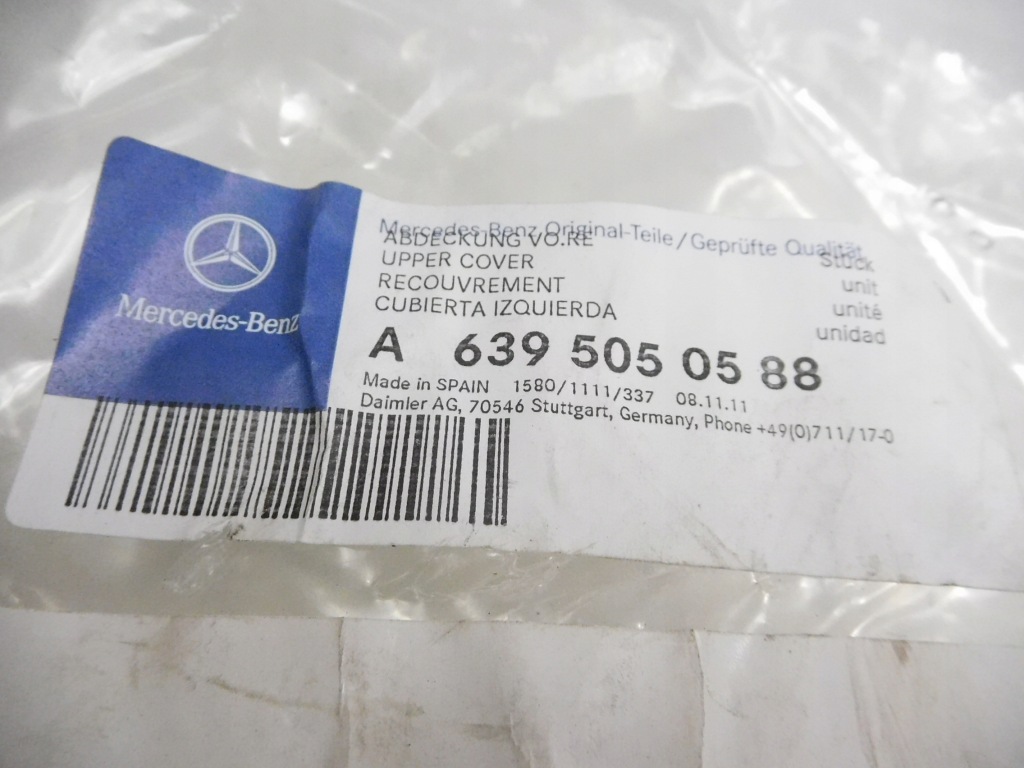 Mercedes-Benz
Mercedes-Benz Original-Teile/Geprüfte Qualität
ABDECKUNG VO.RE Stück
UPPER COVER unit
RECOUVREMENT unité
CUBIERTA IZQUIERDA unidad
A 639 505 05 88
Made in SPAIN 1580/1111/337 08.11.11
Daimler AG, 70546 Stuttgart, Germany, Phone +49(0)711/17-0